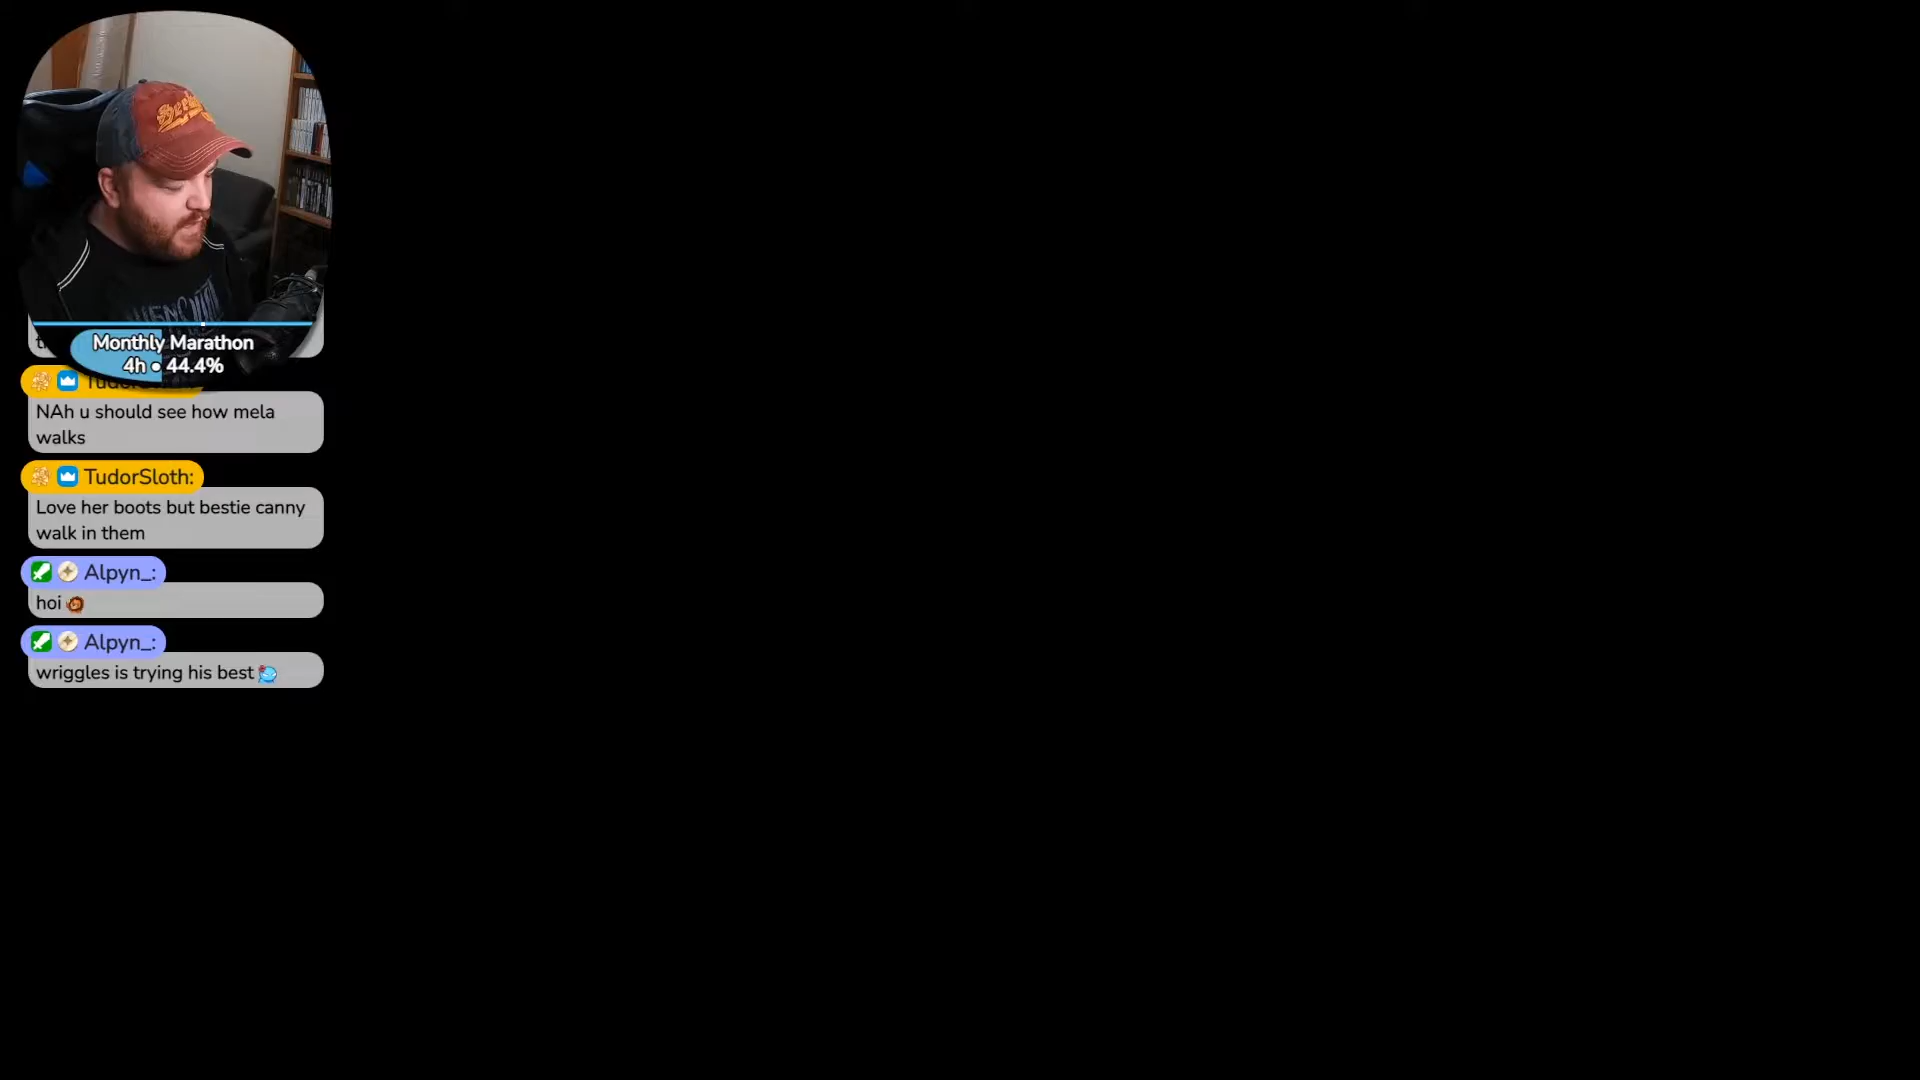 Monthly Marathon
4h • 44.4%
NAh u should see how mela
walks
TudorSloth:
Love her boots but bestie canny
walk in them
Alpyn_:
hoi
Alpyn_:
wriggles is trying his best